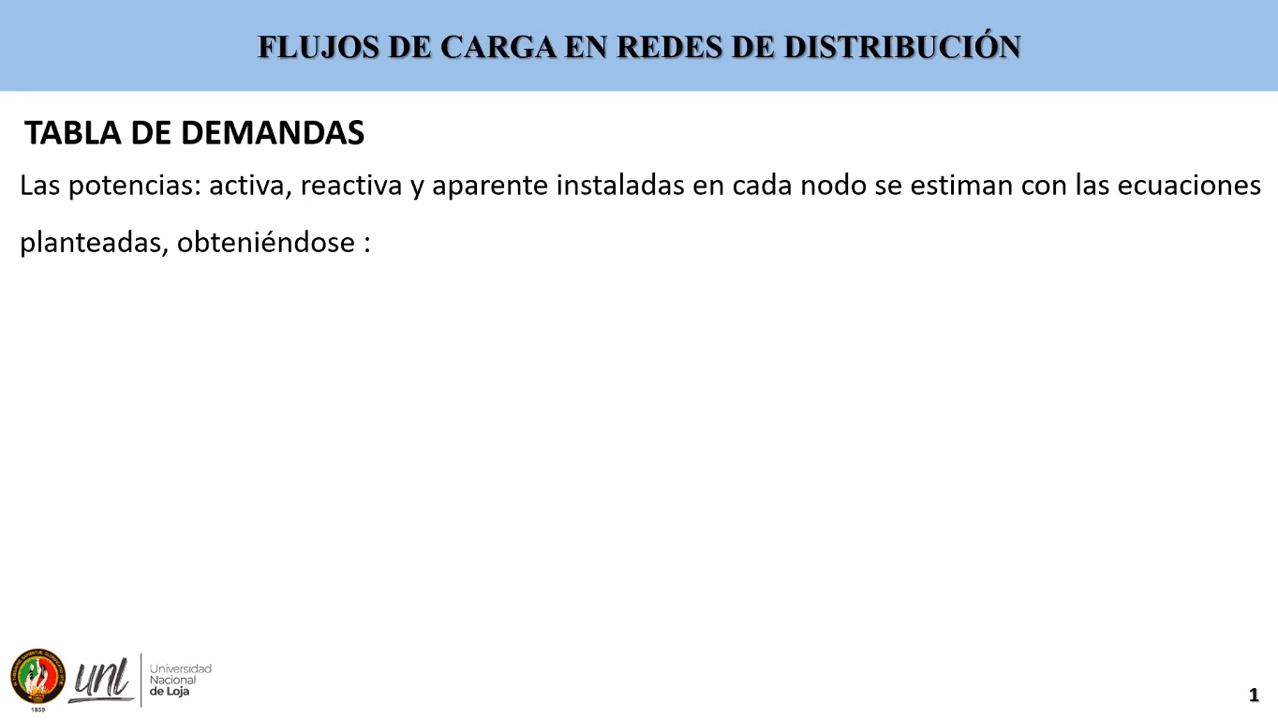 FLUJOS DE CARGA EN REDES DE DISTRIBUCIÓN
TABLA DE DEMANDAS
Las potencias: activa, reactiva y aparente instaladas en cada nodo se estiman con las ecuaciones
planteadas, obteniéndose :
1859
unl
Universidad
Nacional
de Loja
1